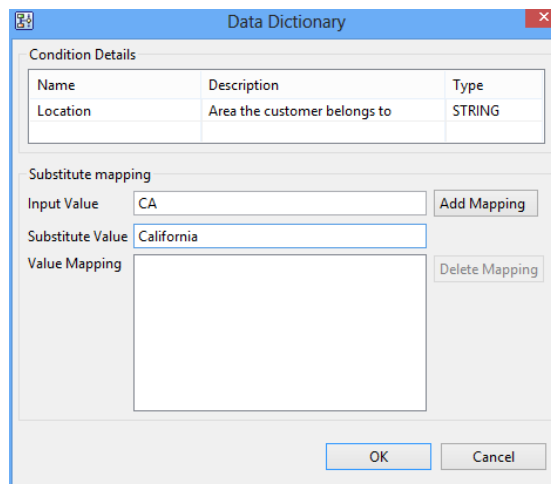 Data Dictionary
Condition Details
Name Description Type
Location Area the customer belongs to STRING
Substitute mapping
Input Value CA Add Mapping
Substitute Value California
Value Mapping Delete Mapping
OK Cancel